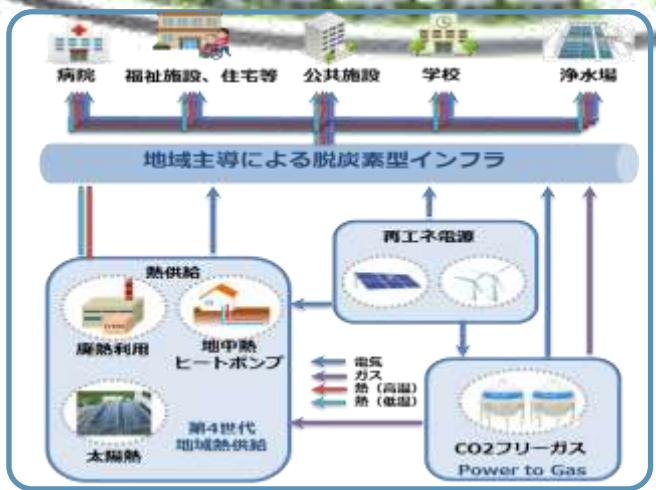 病院
福祉施設、住宅等
公共施設
学校
浄水場
地域主導による脱炭素型インフラ
再エネ電源
熱供給
廃熱利用
地中熱
ヒートポンプ
太陽熱
第4世代
地域熱供給
電気
ガス
熱（高温）
熱（低温）
CO2フリーガス
Power to Gas